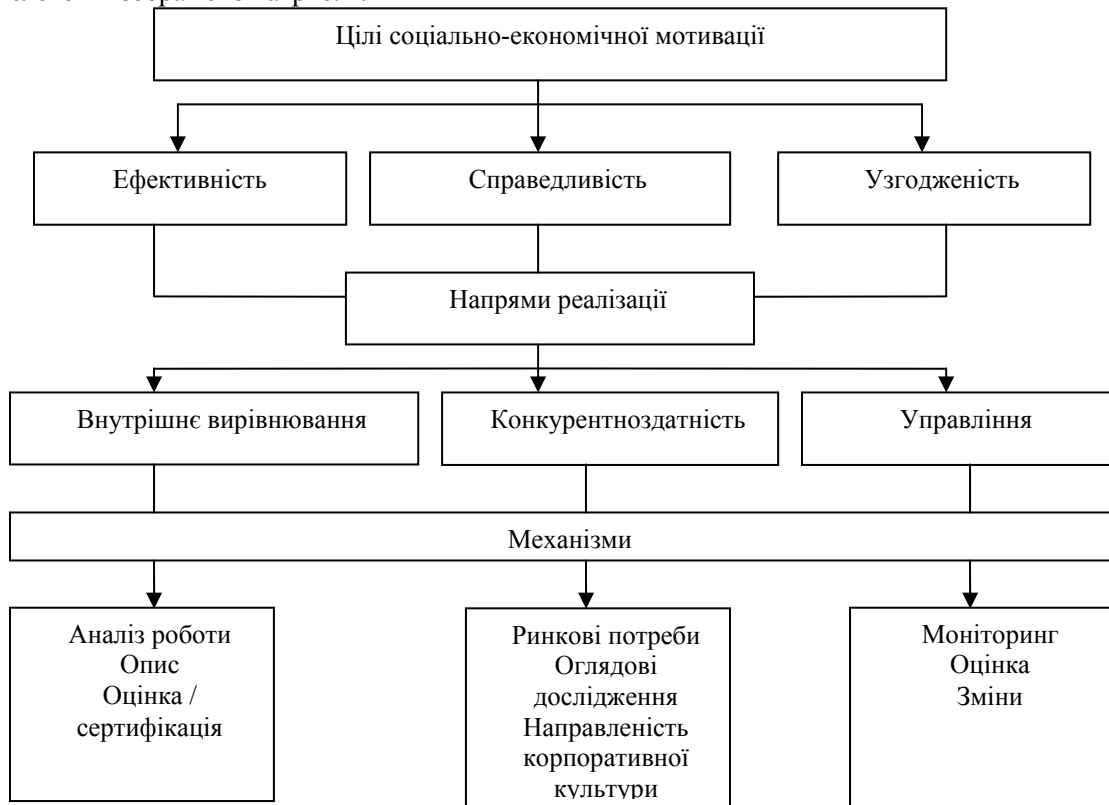 Цілі соціально-економічної мотивації
Ефективність
Справедливість
Узгодженість
Напрями реалізації
Внутрішнє вирівнювання
Конкурентноздатність
Управління
Механізми
Аналіз роботи
Опис
Оцінка /
сертифікація
Ринкові потреби
Оглядові
дослідження
Направленість
корпоративної
культури
Моніторинг
Оцінка
Зміни